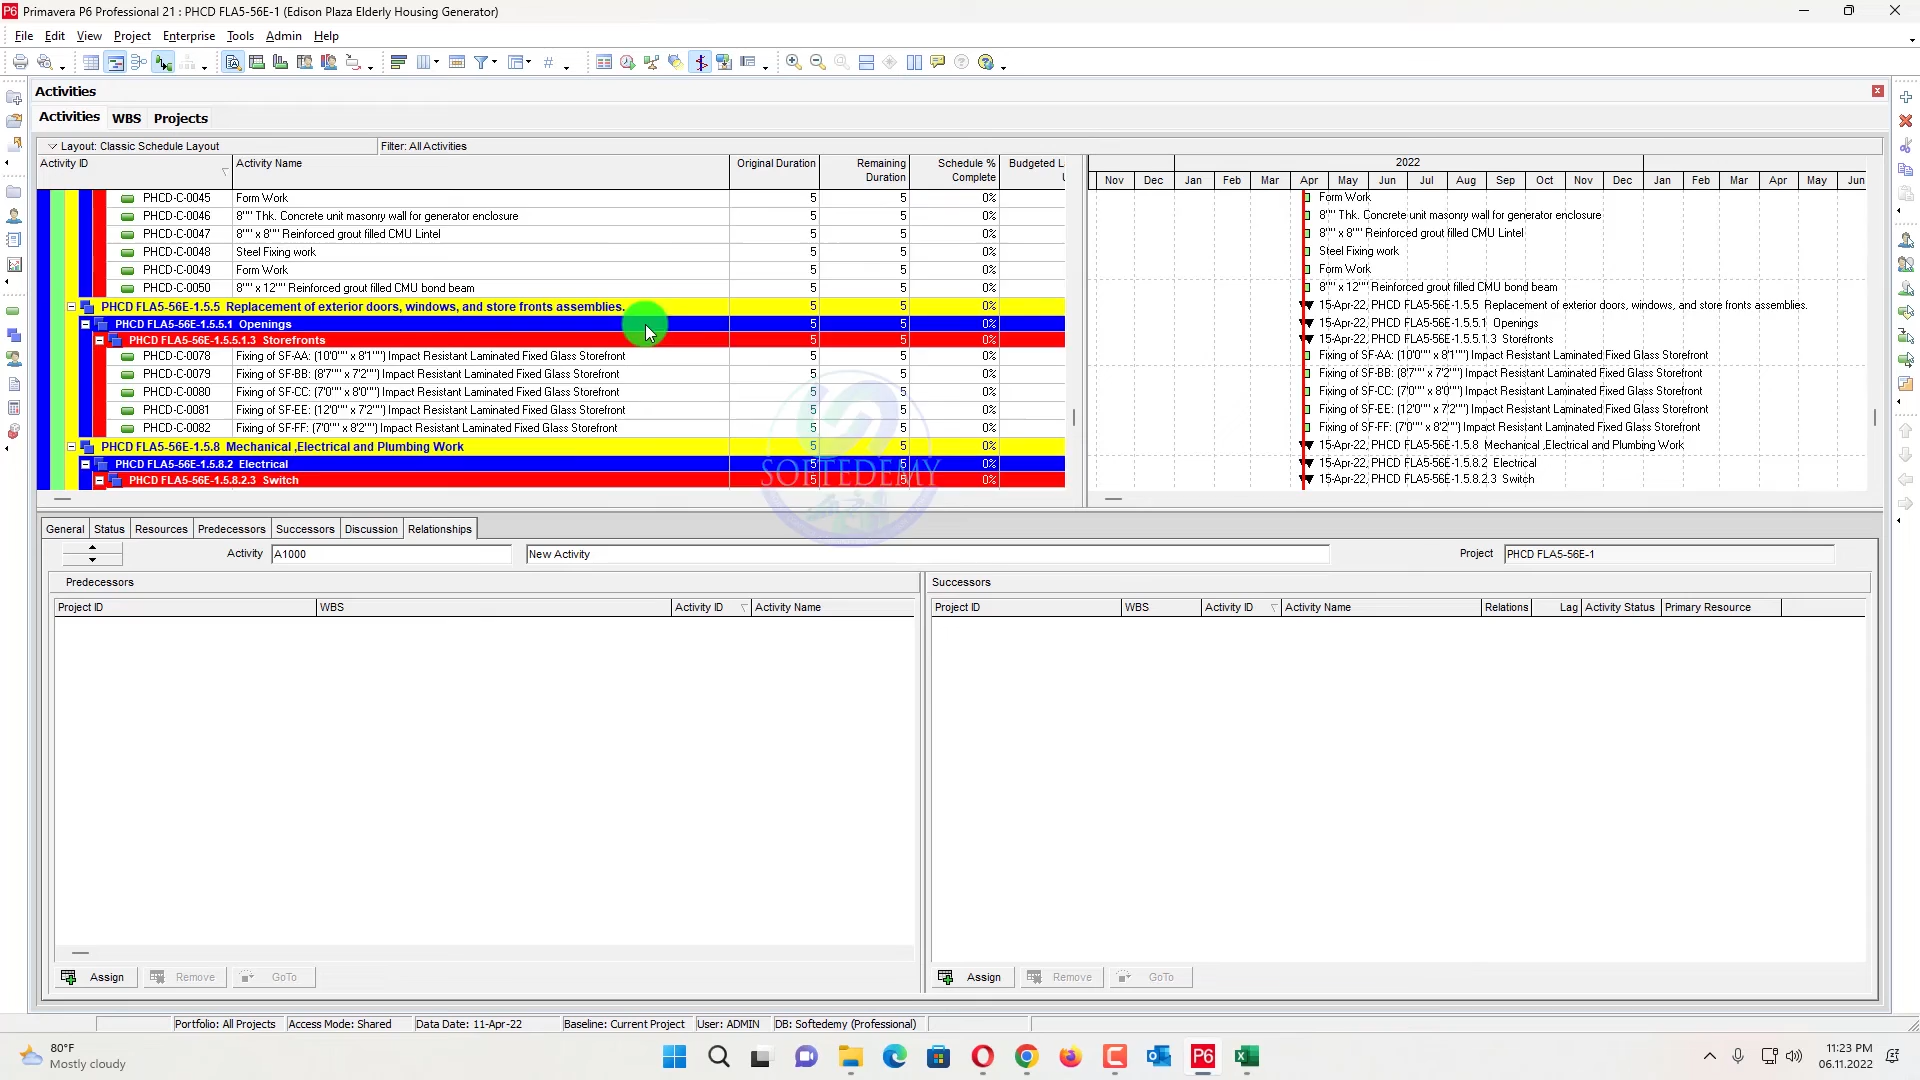 Primavera P6 Professional 21 : PHCD FLA5-56E-1 (Edison Plaza Elderly Housing Generator)
File Edit View Project Enterprise Tools Admin Help
Activities
Activities WBS Projects
Layout: Classic Schedule Layout Filter: All Activities
Activity ID Activity Name Original Duration Remaining Duration Schedule % Complete Budgeted L 2022
Nov Dec Jan Feb Mar Apr May Jun Jul Aug Sep Oct Nov Dec Jan Feb Mar Apr May Jun
PHCD-C-0045 Form Work 5 5 0% Form Work
PHCD-C-0046 8"" Thk. Concrete unit masonry wall for generator enclosure 5 5 0% 8"" Thk. Concrete unit masonry wall for generator enclosure
PHCD-C-0047 8"" x 8"" Reinforced grout filled CMU Lintel 5 5 0% 8"" x 8"" Reinforced grout filled CMU Lintel
PHCD-C-0048 Steel Fixing work 5 5 0% Steel Fixing work
PHCD-C-0049 Form Work 5 5 0% Form Work
PHCD-C-0050 8"" x 12"" Reinforced grout filled CMU bond beam 5 5 0% 8"" x 12"" Reinforced grout filled CMU bond beam
PHCD FLA5-56E-1.5.5 Replacement of exterior doors, windows, and store fronts assemblies. 5 5 0% 15-Apr-22, PHCD FLA5-56E-1.5.5 Replacement of exterior doors, windows, and store fronts assemblies.
PHCD FLA5-56E-1.5.5.1 Openings 5 5 0% 15-Apr-22, PHCD FLA5-56E-1.5.5.1 Openings
PHCD FLA5-56E-1.5.5.1.3 Storefronts 5 5 0% 15-Apr-22, PHCD FLA5-56E-1.5.5.1.3 Storefronts
PHCD-C-0078 Fixing of SF-AA: (10'0"" x 8'1"") Impact Resistant Laminated Fixed Glass Storefront 5 5 0% Fixing of SF-AA: (10'0"" x 8'1"") Impact Resistant Laminated Fixed Glass Storefront
PHCD-C-0079 Fixing of SF-BB: (8'7"" x 7'2"") Impact Resistant Laminated Fixed Glass Storefront 5 5 0% Fixing of SF-BB: (8'7"" x 7'2"") Impact Resistant Laminated Fixed Glass Storefront
PHCD-C-0080 Fixing of SF-CC: (7'0"" x 8'0"") Impact Resistant Laminated Fixed Glass Storefront 5 5 0% Fixing of SF-CC: (7'0"" x 8'0"") Impact Resistant Laminated Fixed Glass Storefront
PHCD-C-0081 Fixing of SF-EE: (12'0"" x 7'2"") Impact Resistant Laminated Fixed Glass Storefront 5 5 0% Fixing of SF-EE: (12'0"" x 7'2"") Impact Resistant Laminated Fixed Glass Storefront
PHCD-C-0082 Fixing of SF-FF: (7'0"" x 8'2"") Impact Resistant Laminated Fixed Glass Storefront 5 5 0% Fixing of SF-FF: (7'0"" x 8'2"") Impact Resistant Laminated Fixed Glass Storefront
PHCD FLA5-56E-1.5.8 Mechanical ,Electrical and Plumbing Work 5 5 0% 15-Apr-22, PHCD FLA5-56E-1.5.8 Mechanical ,Electrical and Plumbing Work
PHCD FLA5-56E-1.5.8.2 Electrical 5 5 0% 15-Apr-22, PHCD FLA5-56E-1.5.8.2 Electrical
PHCD FLA5-56E-1.5.8.2.3 Switch 5 5 0% 15-Apr-22, PHCD FLA5-56E-1.5.8.2.3 Switch
SOFTEDEMY
General Status Resources Predecessors Successors Discussion Relationships
Activity A1000 New Activity Project PHCD FLA5-56E-1
Predecessors Successors
Project ID WBS Activity ID Activity Name Project ID WBS Activity ID Activity Name Relations Lag Activity Status Primary Resource
Assign Remove GoTo Assign Remove GoTo
Portfolio: All Projects Access Mode: Shared Data Date: 11-Apr-22 Baseline: Current Project User: ADMIN DB: Softedemy (Professional)
80°F
Mostly cloudy
P6
11:23 PM
06.11.2022